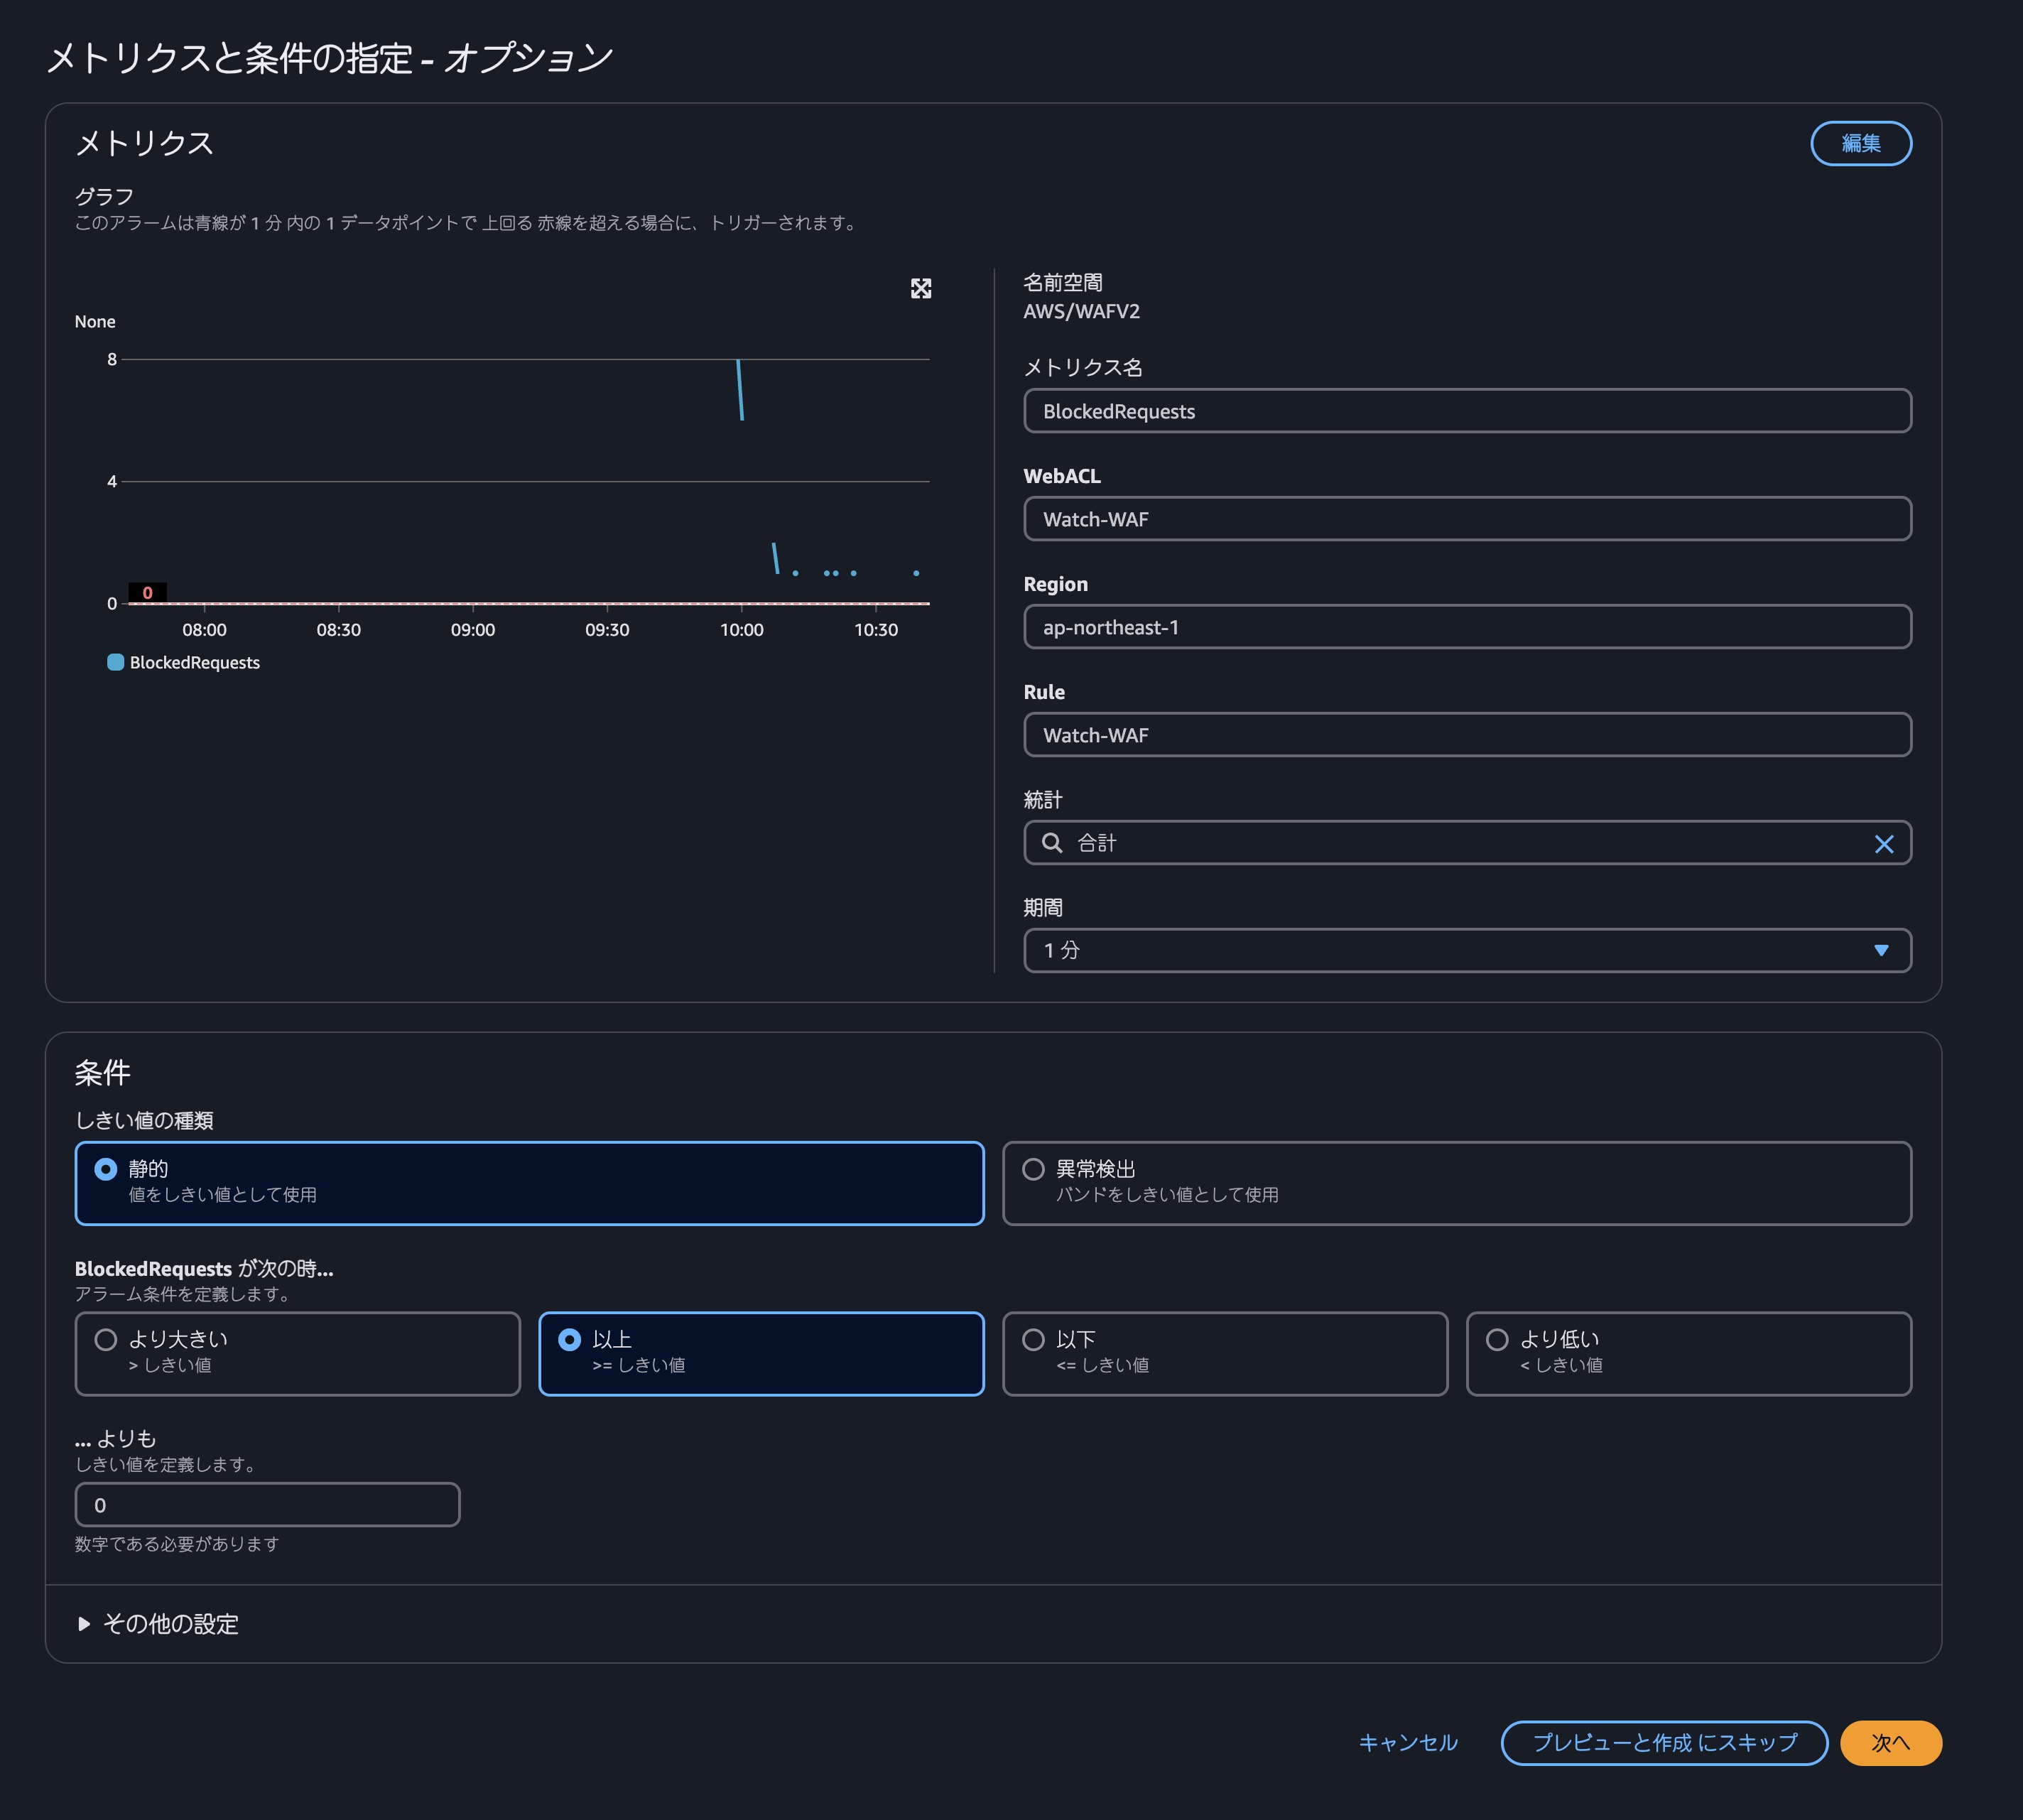 メトリクスと条件の指定 - オプション
メトリクス
編集
グラフ
このアラームは青線が 1 分 内の 1 データポイントで 上回る 赤線を超える場合に、トリガーされます。
None
8
4
0
0
08:00
08:30
09:00
09:30
10:00
10:30
BlockedRequests
名前空間
AWS/WAFV2
メトリクス名
BlockedRequests
WebACL
Watch-WAF
Region
ap-northeast-1
Rule
Watch-WAF
統計
合計
期間
1 分
条件
しきい値の種類
静的
値をしきい値として使用
異常検出
バンドをしきい値として使用
BlockedRequests が次の時...
アラーム条件を定義します。
より大きい
> しきい値
以上
>= しきい値
以下
<= しきい値
より低い
< しきい値
... よりも
しきい値を定義します。
0
数字である必要があります
その他の設定
キャンセル
プレビューと作成 にスキップ
次へ